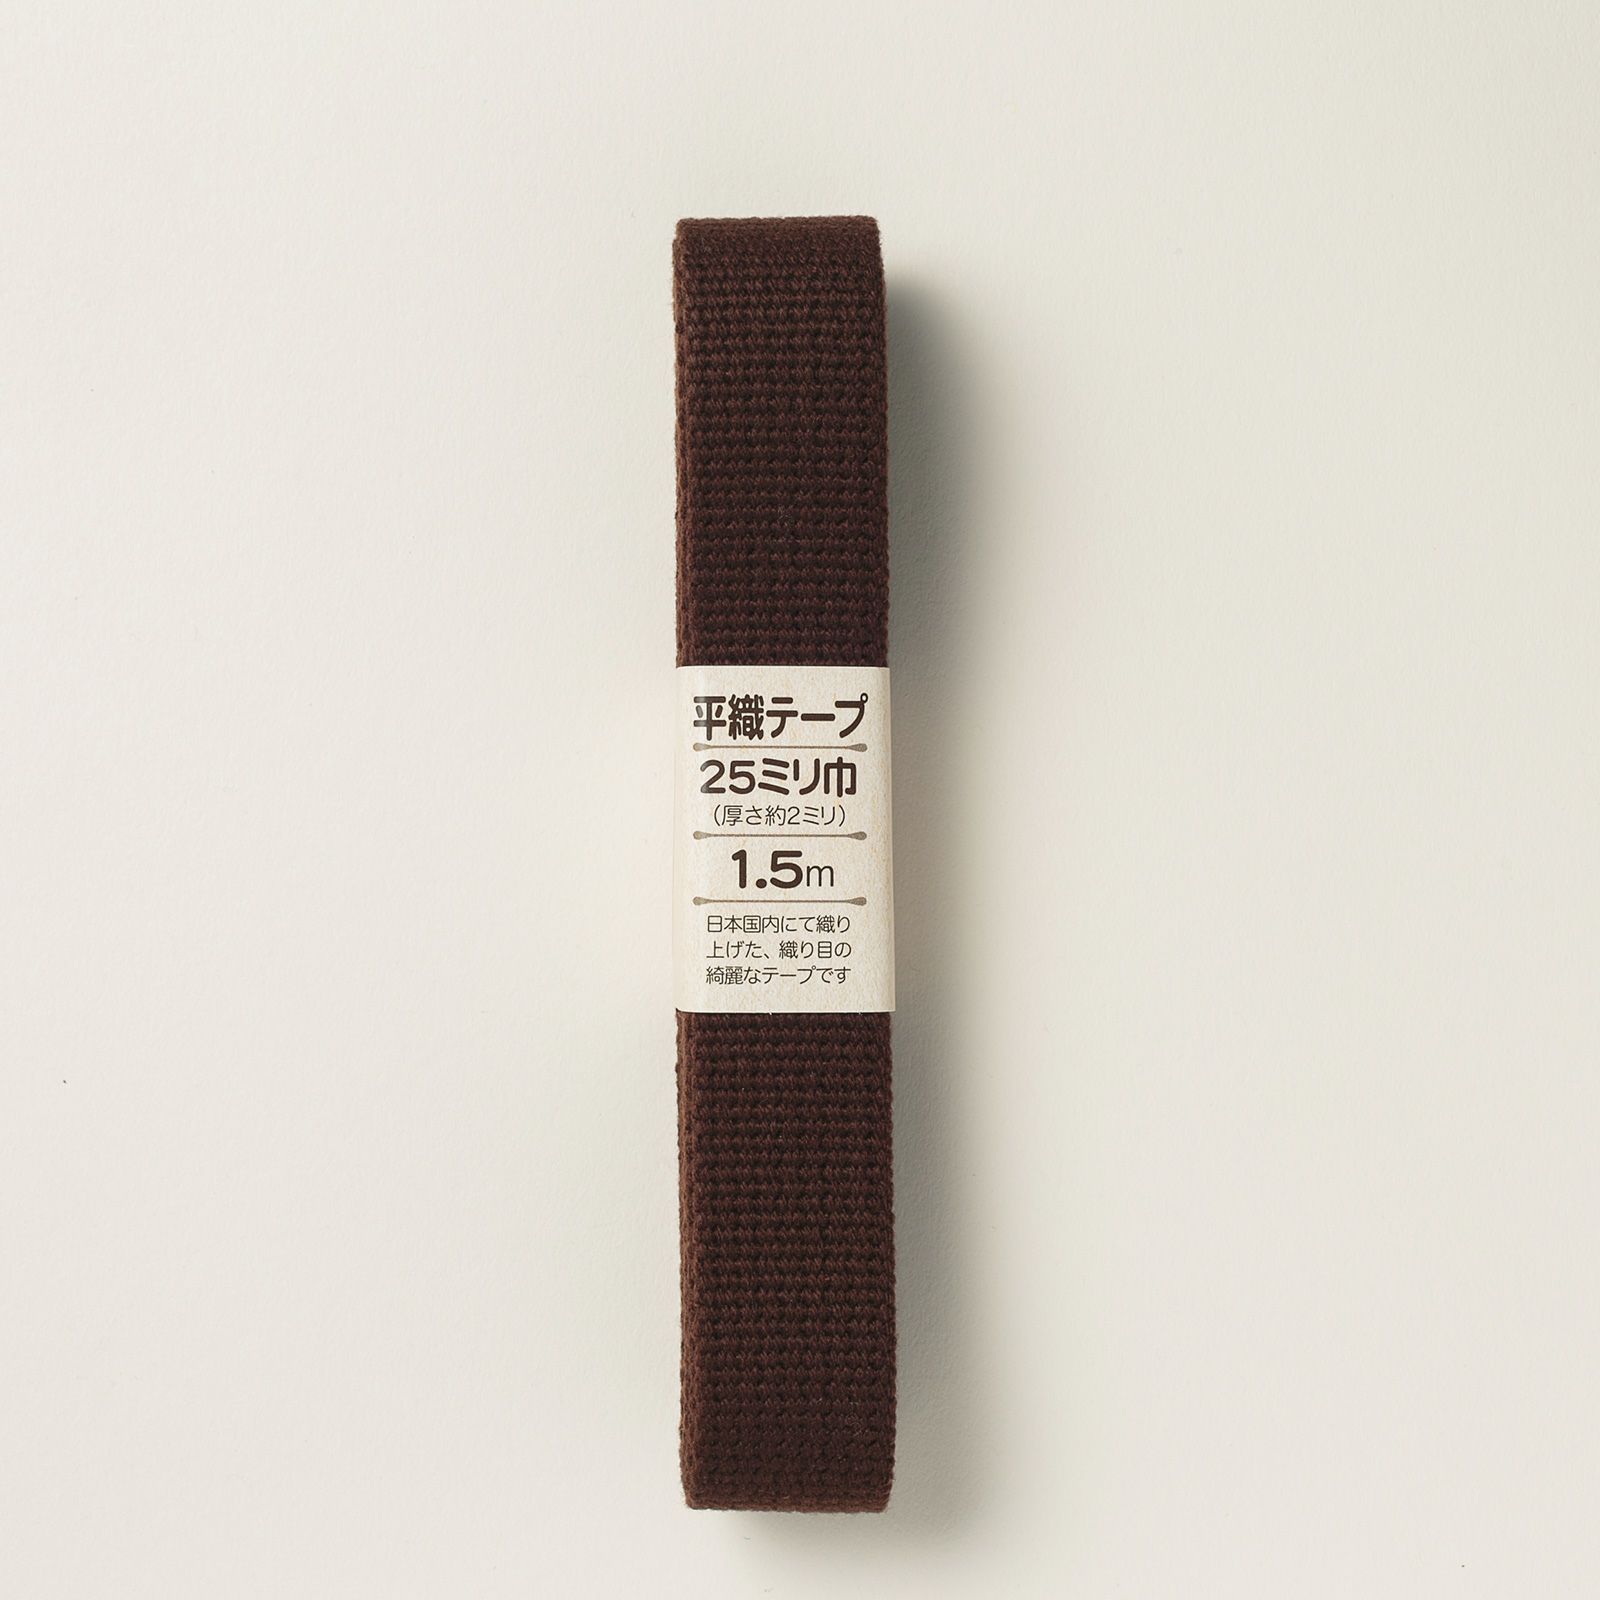 平織テープ
25ミリ巾
(厚さ約2ミリ)
1.5m
日本国内にて織り
上げた、織り目の
綺麗なテープです